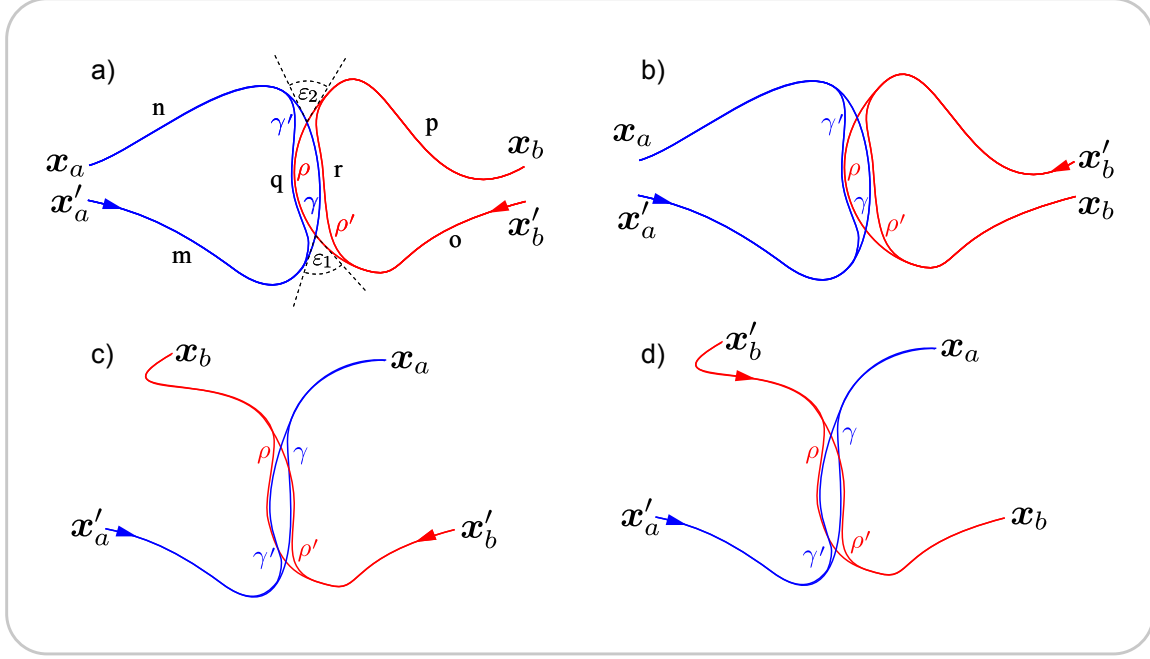 a)
ε₂
n
γ′
p
x_a
q
ρ
r
x_b
x′_a
γ
ρ′
x′_b
m
ε₁
o
b)
γ′
x_a
x′_b
ρ
x′_a
γ
x_b
ρ′
c)
x_b
x_a
ρ
γ
x′_a
x′_b
γ′
ρ′
d)
x′_b
x_a
γ
ρ
x′_a
x_b
γ′
ρ′